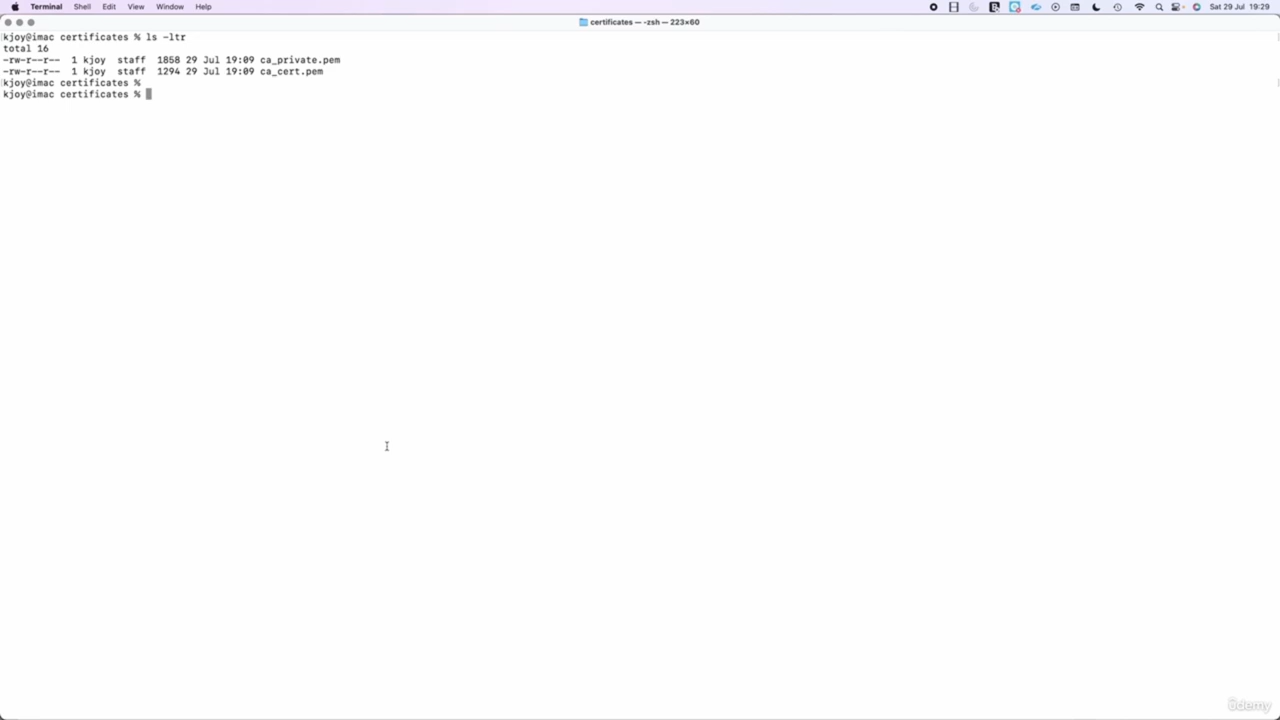 Terminal Shell Edit View Window Help Sat 29 Jul 19:29
certificates — -zsh — 223×60
kjoy@imac certificates % ls -ltr
total 16
-rw-r--r-- 1 kjoy staff 1858 29 Jul 19:09 ca_private.pem
-rw-r--r-- 1 kjoy staff 1294 29 Jul 19:09 ca_cert.pem
kjoy@imac certificates %
kjoy@imac certificates %
ûdemy